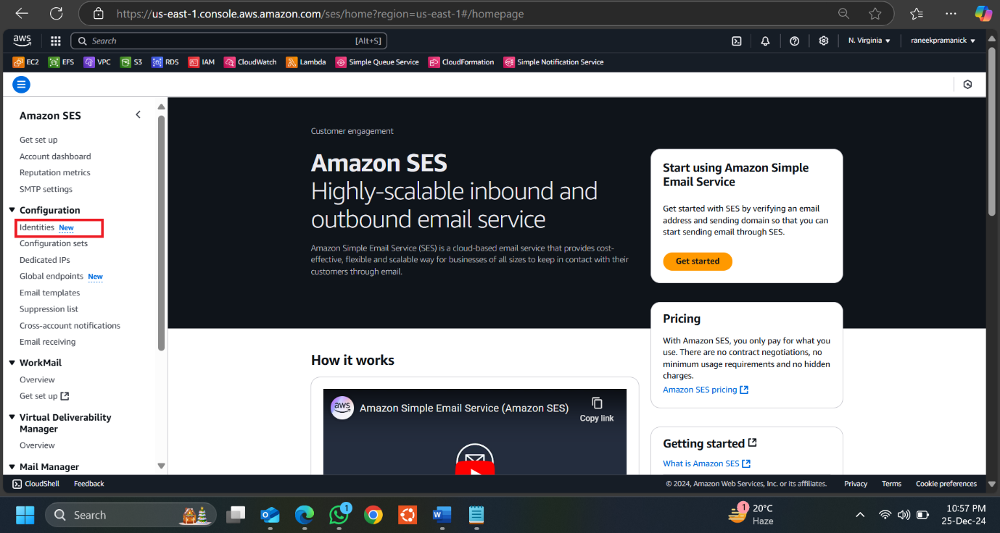 https://us-east-1.console.aws.amazon.com/ses/home?region=us-east-1#/homepage
aws
Search [Alt+S]
N. Virginia
raneekpramanick
EC2 EFS VPC S3 RDS IAM CloudWatch Lambda Simple Queue Service CloudFormation Simple Notification Service
Amazon SES
Get set up
Account dashboard
Reputation metrics
SMTP settings
Configuration
Identities New
Configuration sets
Dedicated IPs
Global endpoints New
Email templates
Suppression list
Cross-account notifications
Email receiving
WorkMail
Overview
Get set up
Virtual Deliverability
Manager
Overview
Mail Manager
Customer engagement
Amazon SES
Highly-scalable inbound and
outbound email service
Amazon Simple Email Service (SES) is a cloud-based email service that provides cost-
effective, flexible and scalable way for businesses of all sizes to keep in contact with their
customers through email.
Start using Amazon Simple
Email Service
Get started with SES by verifying an email
address and sending domain so that you can
start sending email through SES.
Get started
Pricing
With Amazon SES, you only pay for what you
use. There are no contract negotiations, no
minimum usage requirements and no hidden
charges.
Amazon SES pricing
How it works
aws
Amazon Simple Email Service (Amazon SES)
Copy link
Getting started
What is Amazon SES
CloudShell Feedback
© 2024, Amazon Web Services, Inc. or its affiliates. Privacy Terms Cookie preferences
Search
1
1
20°C
Haze
10:57 PM
25-Dec-24